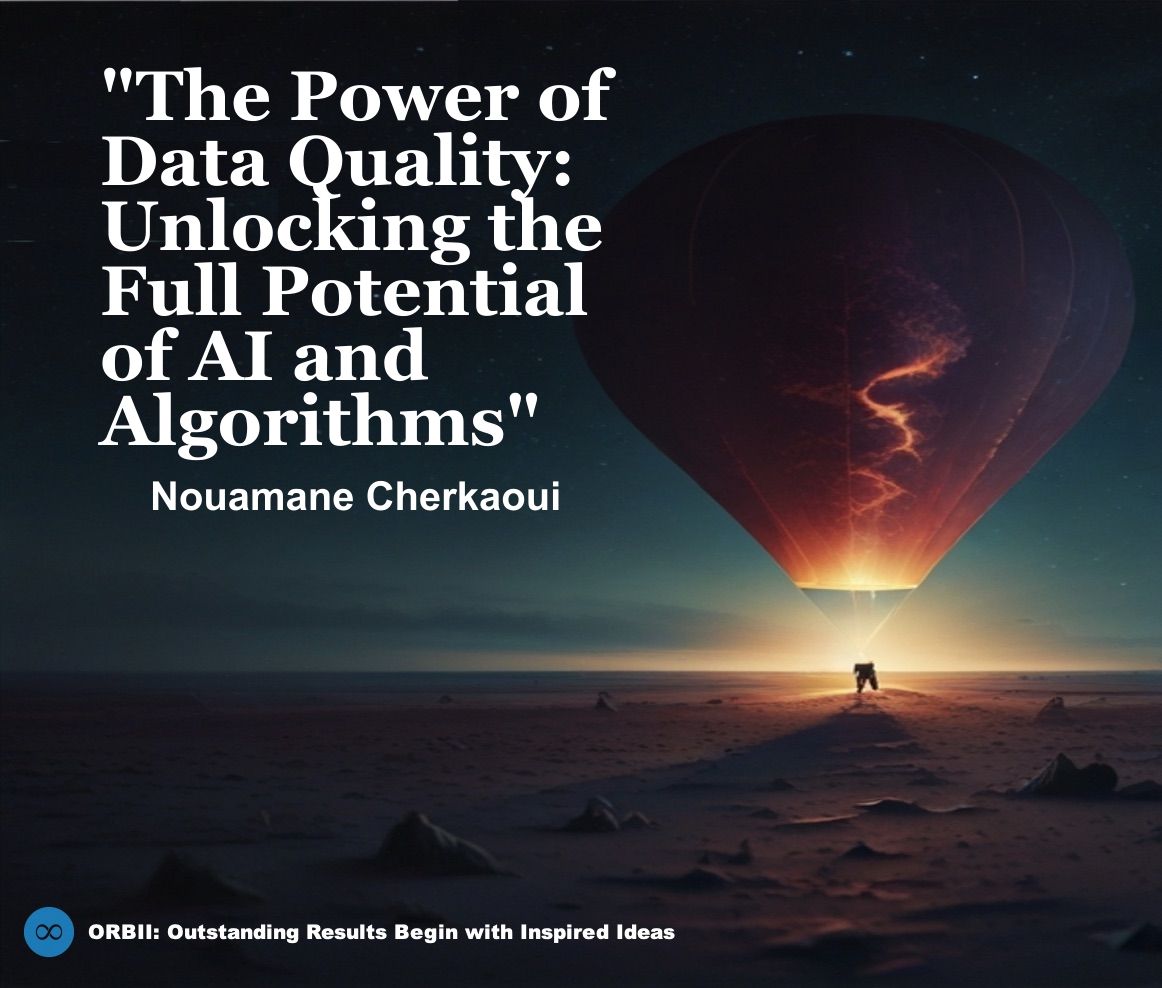 "The Power of
Data Quality:
Unlocking the
Full Potential
of AI and
Algorithms"
Nouamane Cherkaoui
ORBII: Outstanding Results Begin with Inspired Ideas